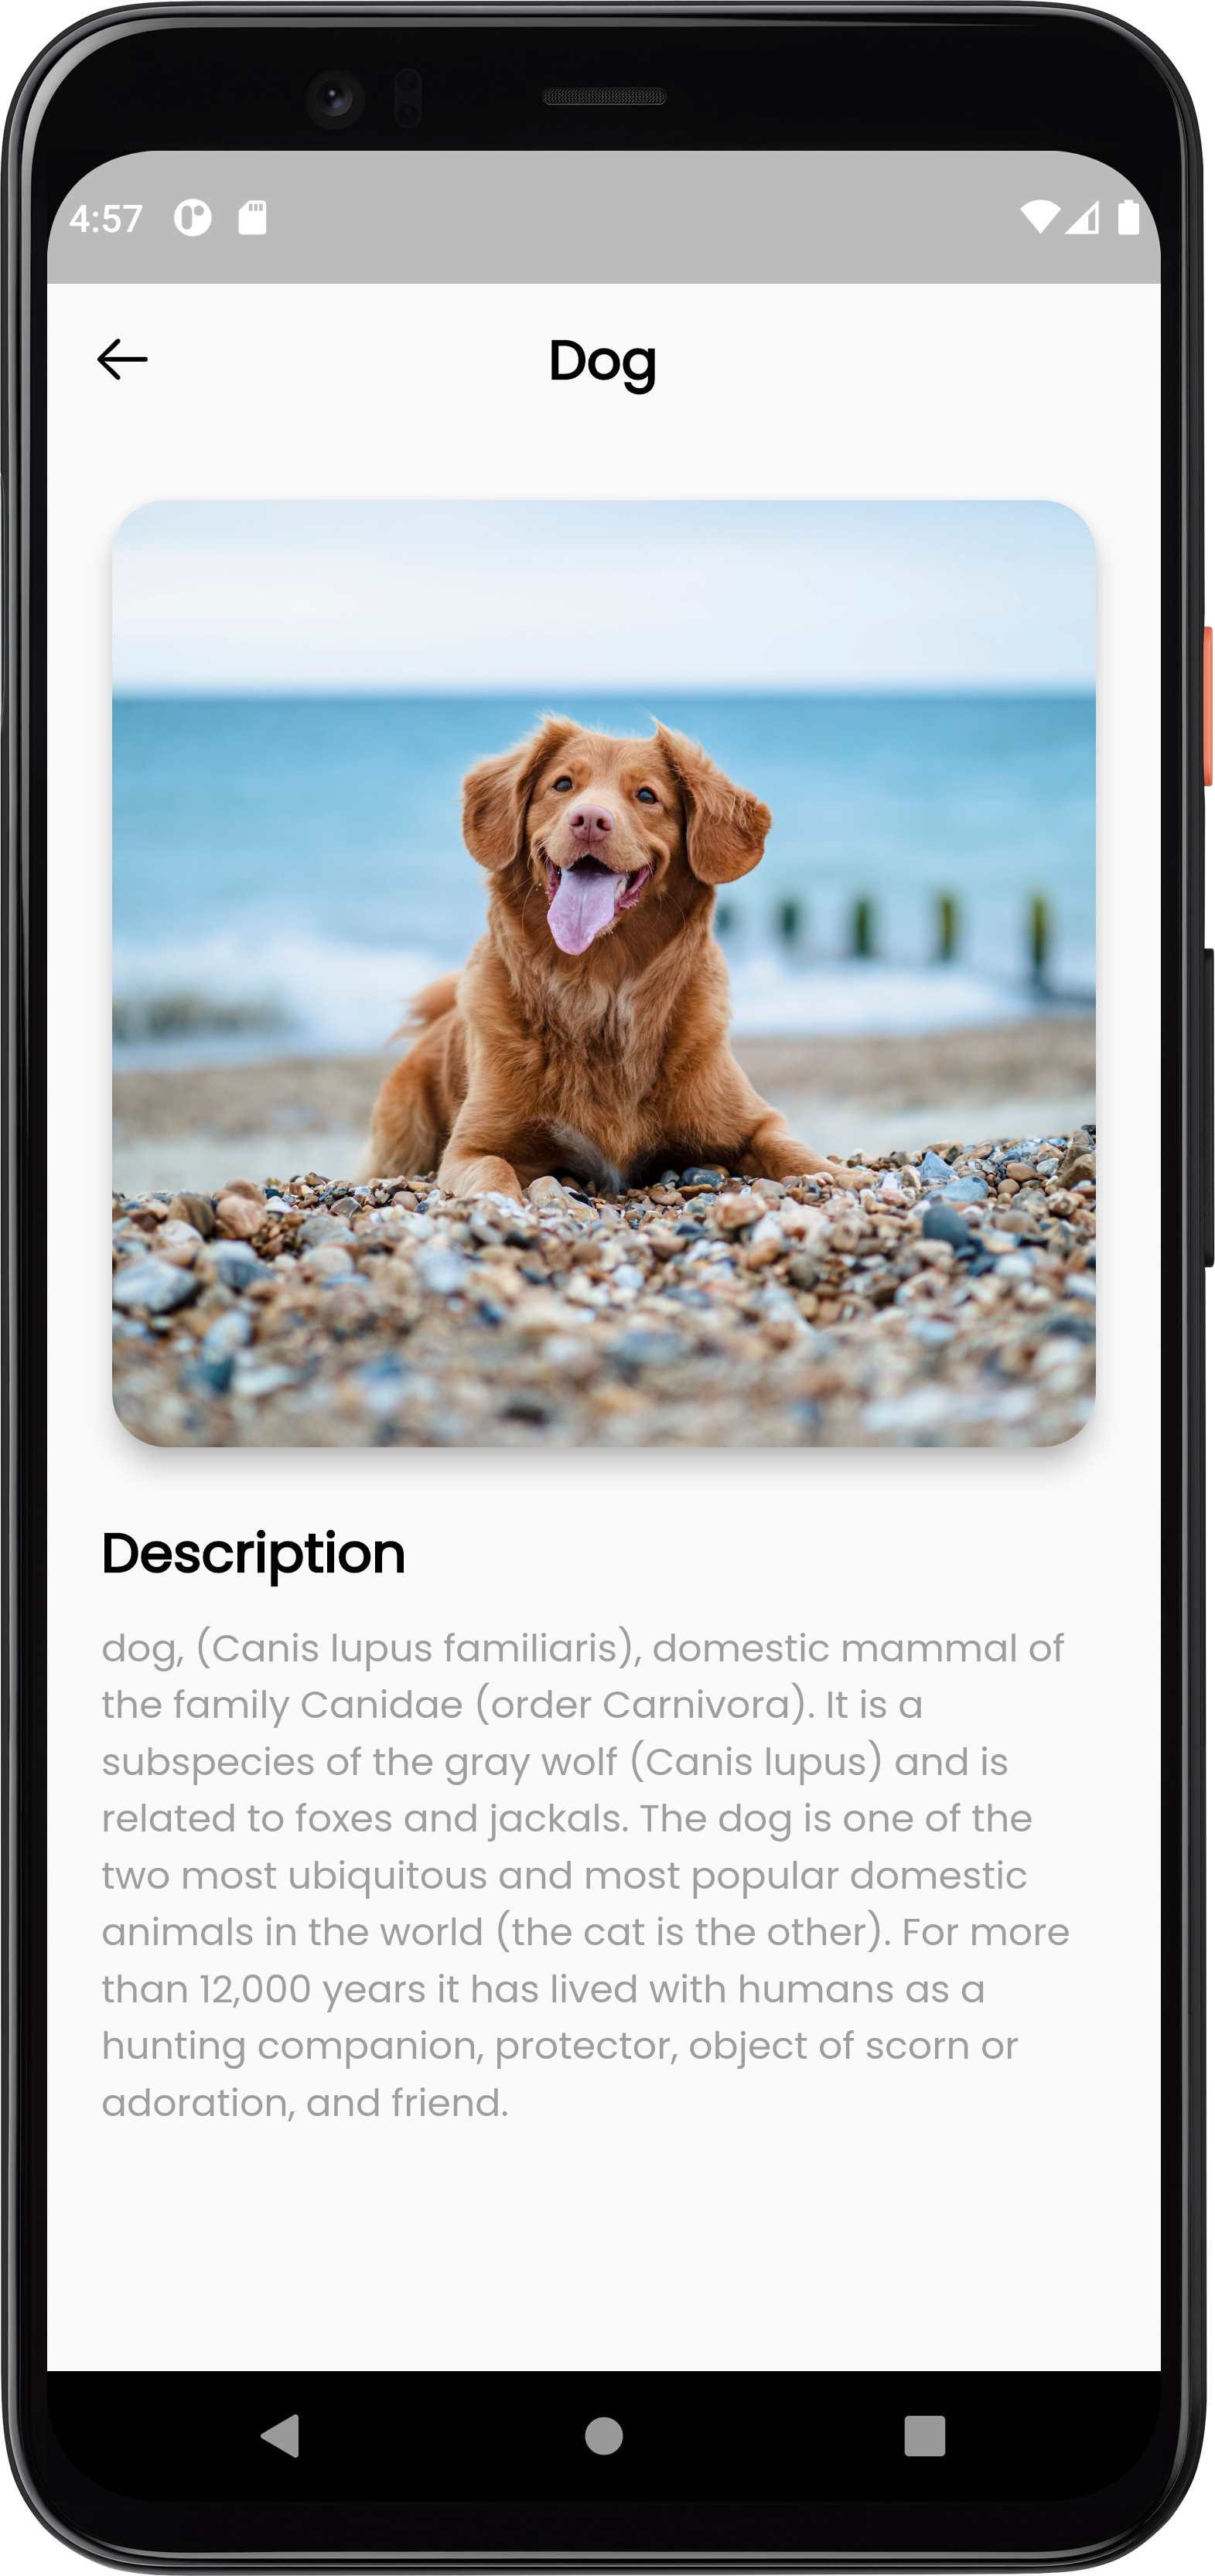 4:57
Dog
Description
dog, (Canis lupus familiaris), domestic mammal of
the family Canidae (order Carnivora). It is a
subspecies of the gray wolf (Canis lupus) and is
related to foxes and jackals. The dog is one of the
two most ubiquitous and most popular domestic
animals in the world (the cat is the other). For more
than 12,000 years it has lived with humans as a
hunting companion, protector, object of scorn or
adoration, and friend.